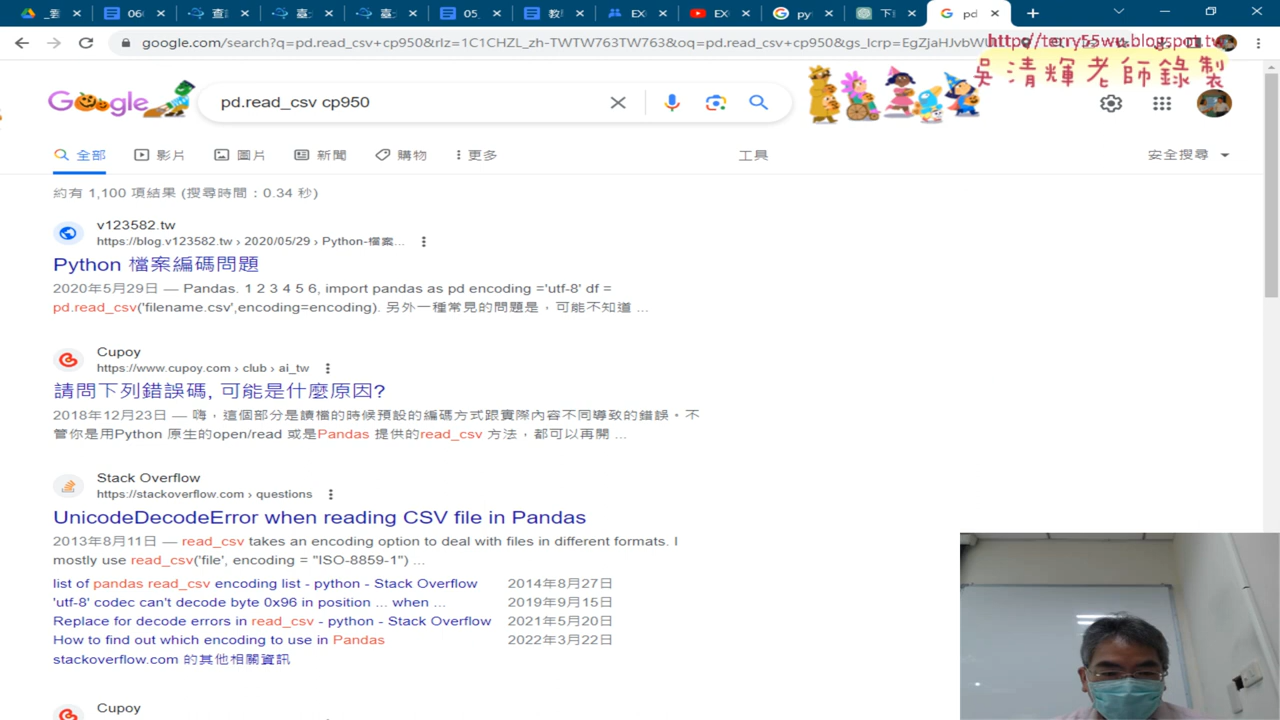 _雲
06
查
臺
臺
05_
教
EX
EX
py
下
pd
google.com/search?q=pd.read_csv+cp950&rlz=1C1CHZL_zh-TWTW763TW763&oq=pd.read_csv+cp950&gs_lcrp=EgZjaHJvbW
http://terry55wu.blogspot.tw
吳清輝老師錄製
Google
pd.read_csv cp950
全部
影片
圖片
新聞
購物
更多
工具
安全搜尋
約有 1,100 項結果 (搜尋時間：0.34 秒)
v123582.tw
https://blog.v123582.tw › 2020/05/29 › Python-檔案...
Python 檔案編碼問題
2020年5月29日 — Pandas. 1 2 3 4 5 6, import pandas as pd encoding ='utf-8' df =
pd.read_csv('filename.csv',encoding=encoding). 另外一種常見的問題是，可能不知道 ...
Cupoy
https://www.cupoy.com › club › ai_tw
請問下列錯誤碼, 可能是什麼原因?
2018年12月23日 — 嗨，這個部分是讀檔的時候預設的編碼方式跟實際內容不同導致的錯誤。不
管你是用Python 原生的open/read 或是Pandas 提供的read_csv 方法，都可以再開 ...
Stack Overflow
https://stackoverflow.com › questions
UnicodeDecodeError when reading CSV file in Pandas
2013年8月11日 — read_csv takes an encoding option to deal with files in different formats. I
mostly use read_csv('file', encoding = "ISO-8859-1") ...
list of pandas read_csv encoding list - python - Stack Overflow 2014年8月27日
'utf-8' codec can't decode byte 0x96 in position ... when ... 2019年9月15日
Replace for decode errors in read_csv - python - Stack Overflow 2021年5月20日
How to find out which encoding to use in Pandas 2022年3月22日
stackoverflow.com 的其他相關資訊
Cupoy